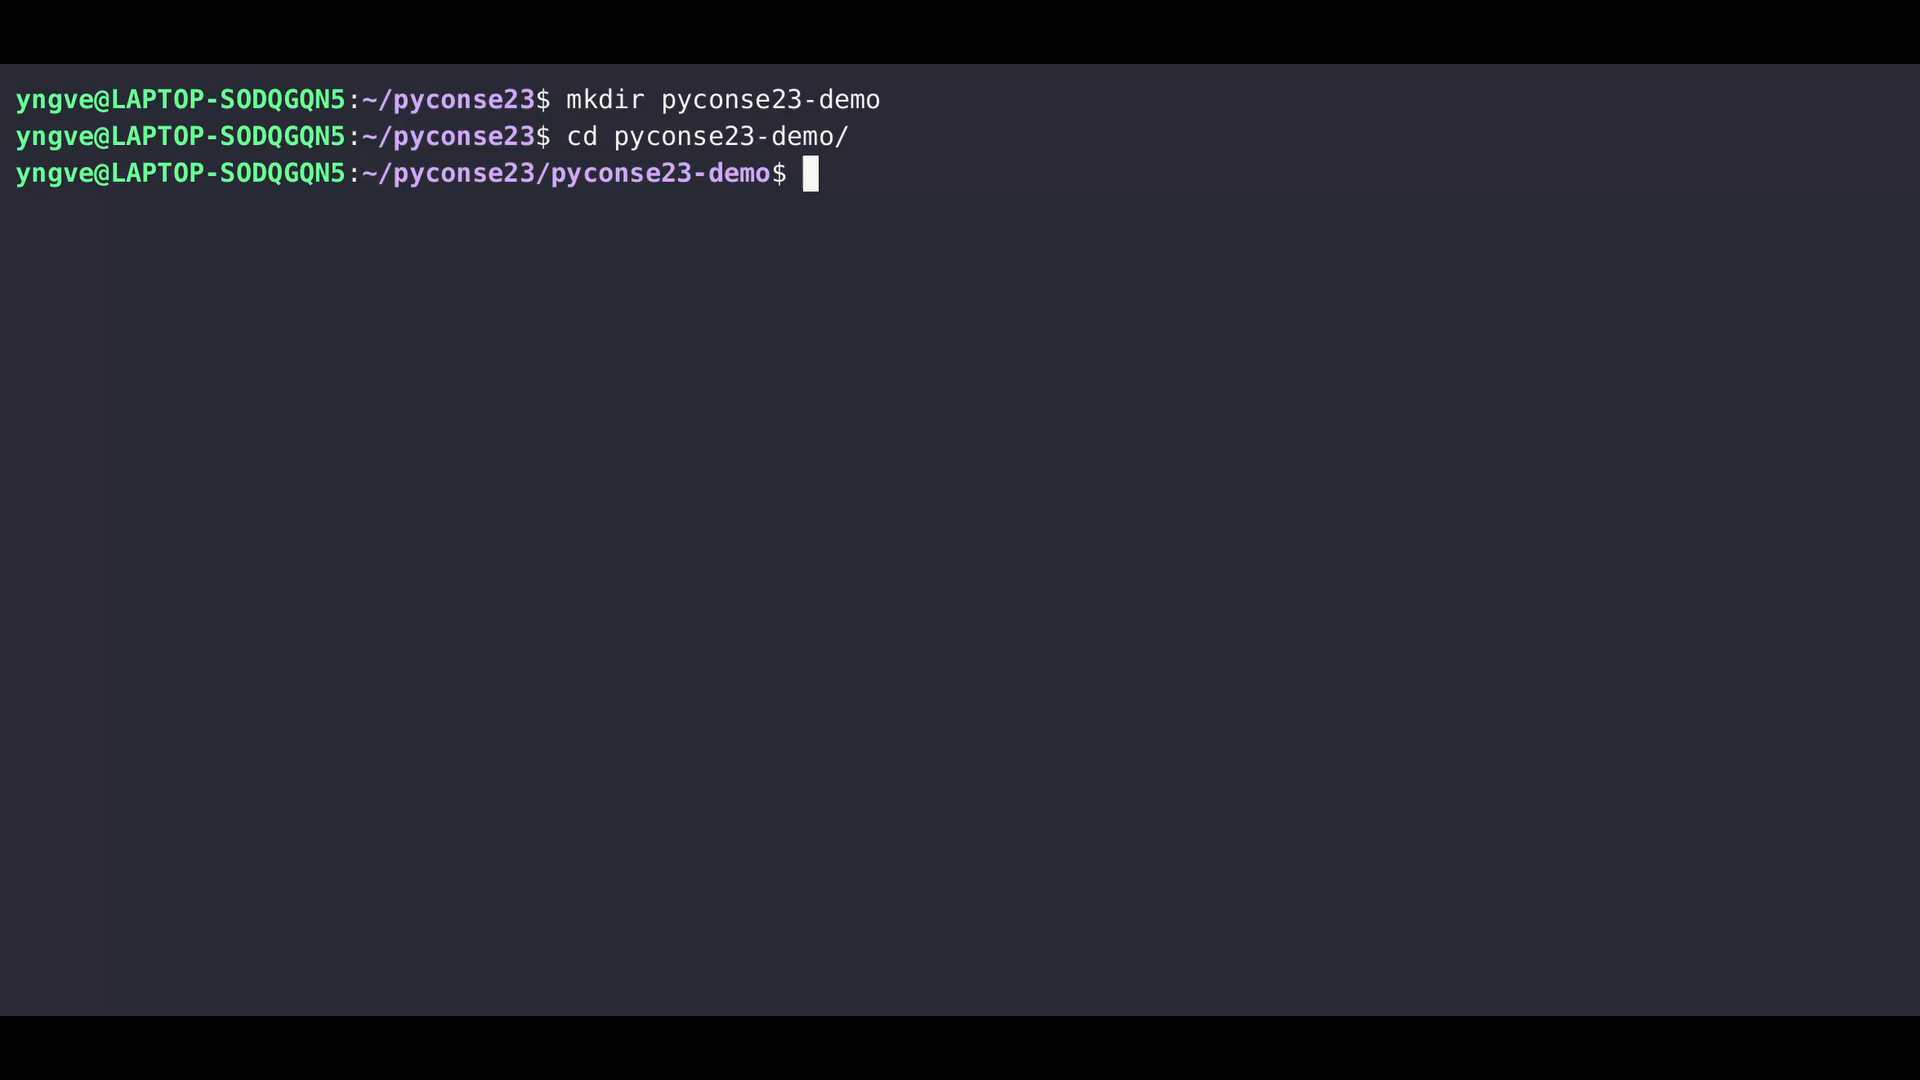 yngve@LAPTOP-SODQGQN5:~/pyconse23$ mkdir pyconse23-demo
yngve@LAPTOP-SODQGQN5:~/pyconse23$ cd pyconse23-demo/
yngve@LAPTOP-SODQGQN5:~/pyconse23/pyconse23-demo$